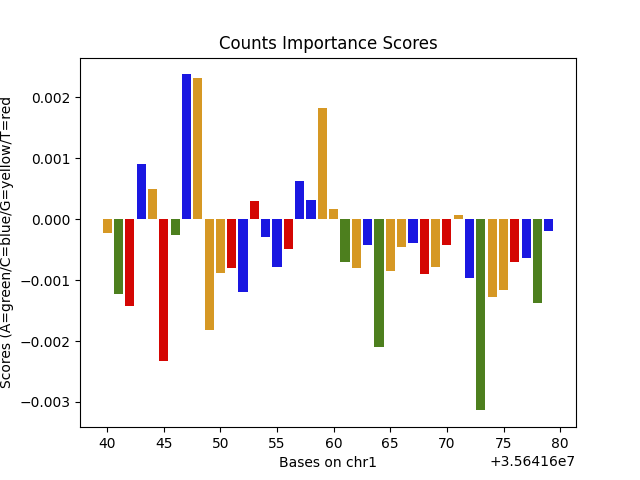 Counts Importance Scores
Scores (A=green/C=blue/G=yellow/T=red
0.002
0.001
0.000
−0.001
−0.002
−0.003
40 45 50 55 60 65 70 75 80
Bases on chr1
+3.56416e7